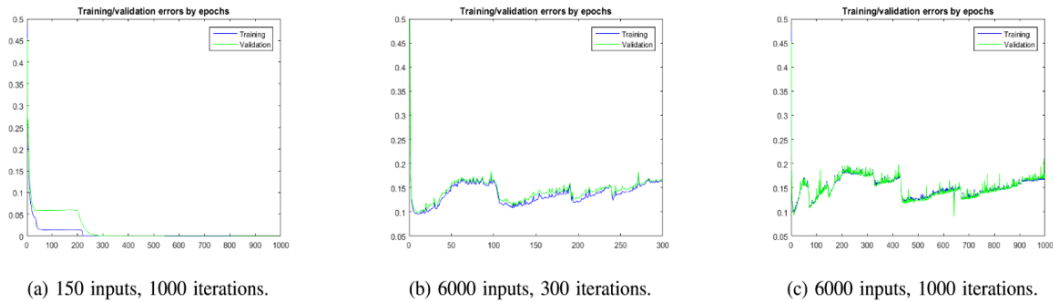 Training/validation errors by epochs
Training
Validation
0.5
0.45
0.4
0.35
0.3
0.25
0.2
0.15
0.1
0.05
0
0 100 200 300 400 500 600 700 800 900 1000
(a) 150 inputs, 1000 iterations.
Training/validation errors by epochs
Training
Validation
0.5
0.45
0.4
0.35
0.3
0.25
0.2
0.15
0.1
0.05
0 50 100 150 200 250 300
(b) 6000 inputs, 300 iterations.
Training/validation errors by epochs
Training
Validation
0.5
0.45
0.4
0.35
0.3
0.25
0.2
0.15
0.1
0.05
0 100 200 300 400 500 600 700 800 900 1000
(c) 6000 inputs, 1000 iterations.